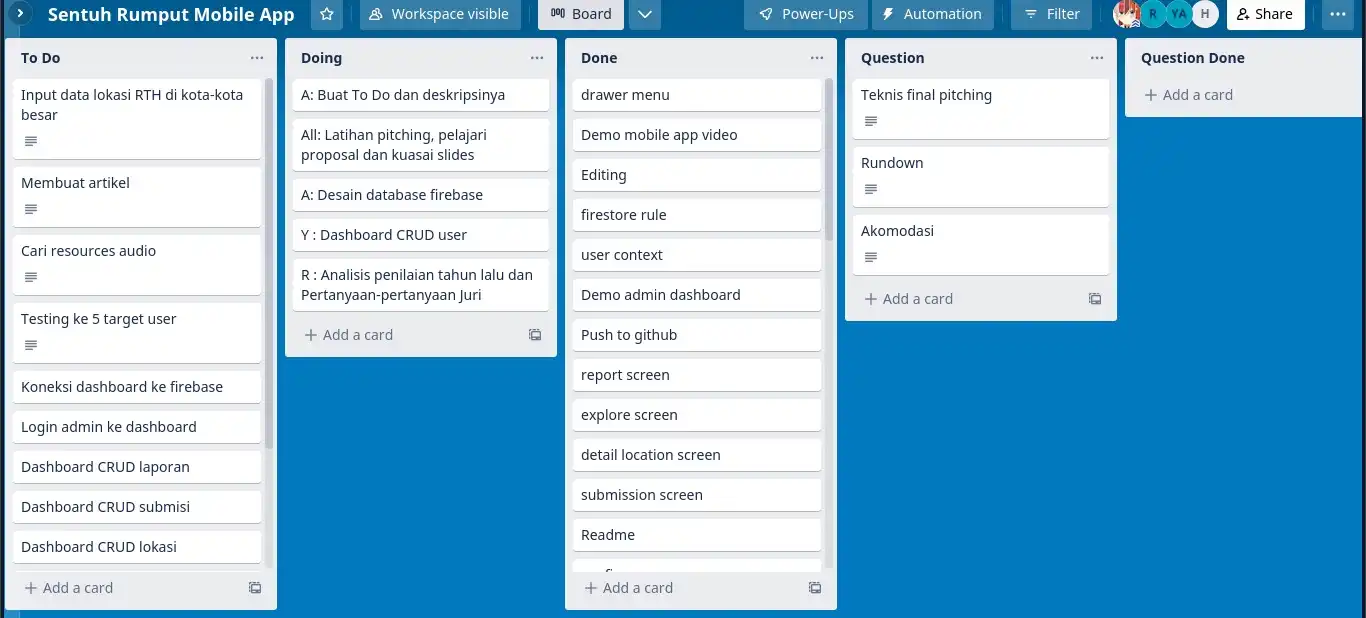 Sentuh Rumput Mobile App
Workspace visible
Board
Power-Ups
Automation
Filter
R
YA
H
Share
To Do
Input data lokasi RTH di kota-kota
besar
Membuat artikel
Cari resources audio
Testing ke 5 target user
Koneksi dashboard ke firebase
Login admin ke dashboard
Dashboard CRUD laporan
Dashboard CRUD submisi
Dashboard CRUD lokasi
Add a card
Doing
A: Buat To Do dan deskripsinya
All: Latihan pitching, pelajari
proposal dan kuasai slides
A: Desain database firebase
Y : Dashboard CRUD user
R : Analisis penilaian tahun lalu dan
Pertanyaan-pertanyaan Juri
Add a card
Done
drawer menu
Demo mobile app video
Editing
firestore rule
user context
Demo admin dashboard
Push to github
report screen
explore screen
detail location screen
submission screen
Readme
Add a card
Question
Teknis final pitching
Rundown
Akomodasi
Add a card
Question Done
Add a card